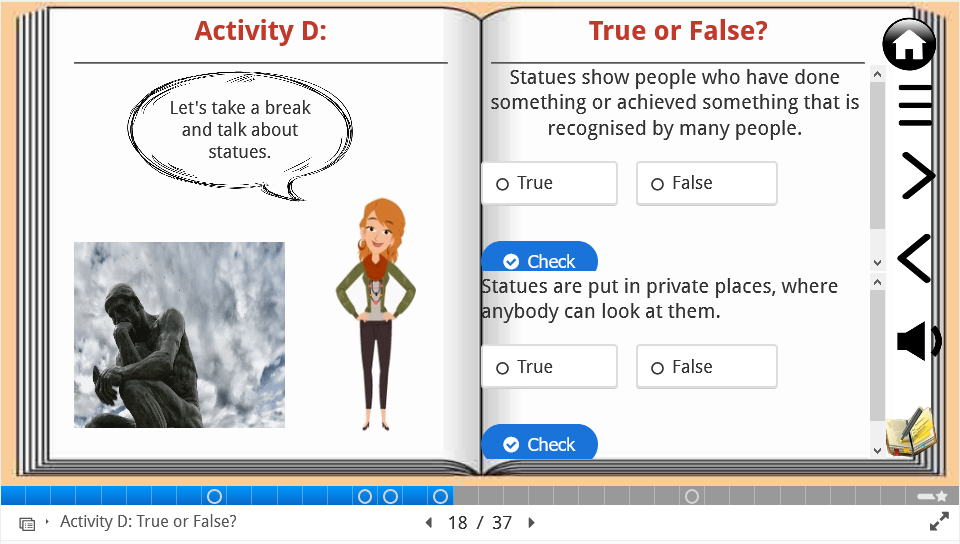 Activity D:
Let's take a break
and talk about
statues.
True or False?
Statues show people who have done
something or achieved something that is
recognised by many people.
True
False
Check
Statues are put in private places, where
anybody can look at them.
True
False
Check
Activity D: True or False?
18 / 37